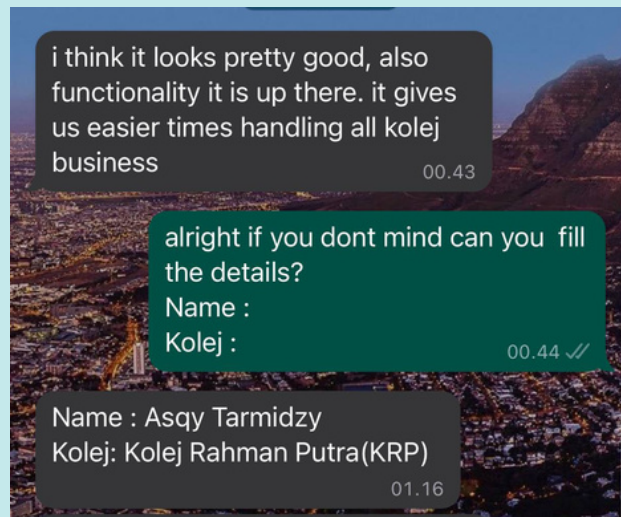 i think it looks pretty good, also
functionality it is up there. it gives
us easier times handling all kolej
business
00.43
alright if you dont mind can you  fill
the details?
Name :
Kolej :
00.44
Name : Asqy Tarmidzy
Kolej: Kolej Rahman Putra(KRP)
01.16